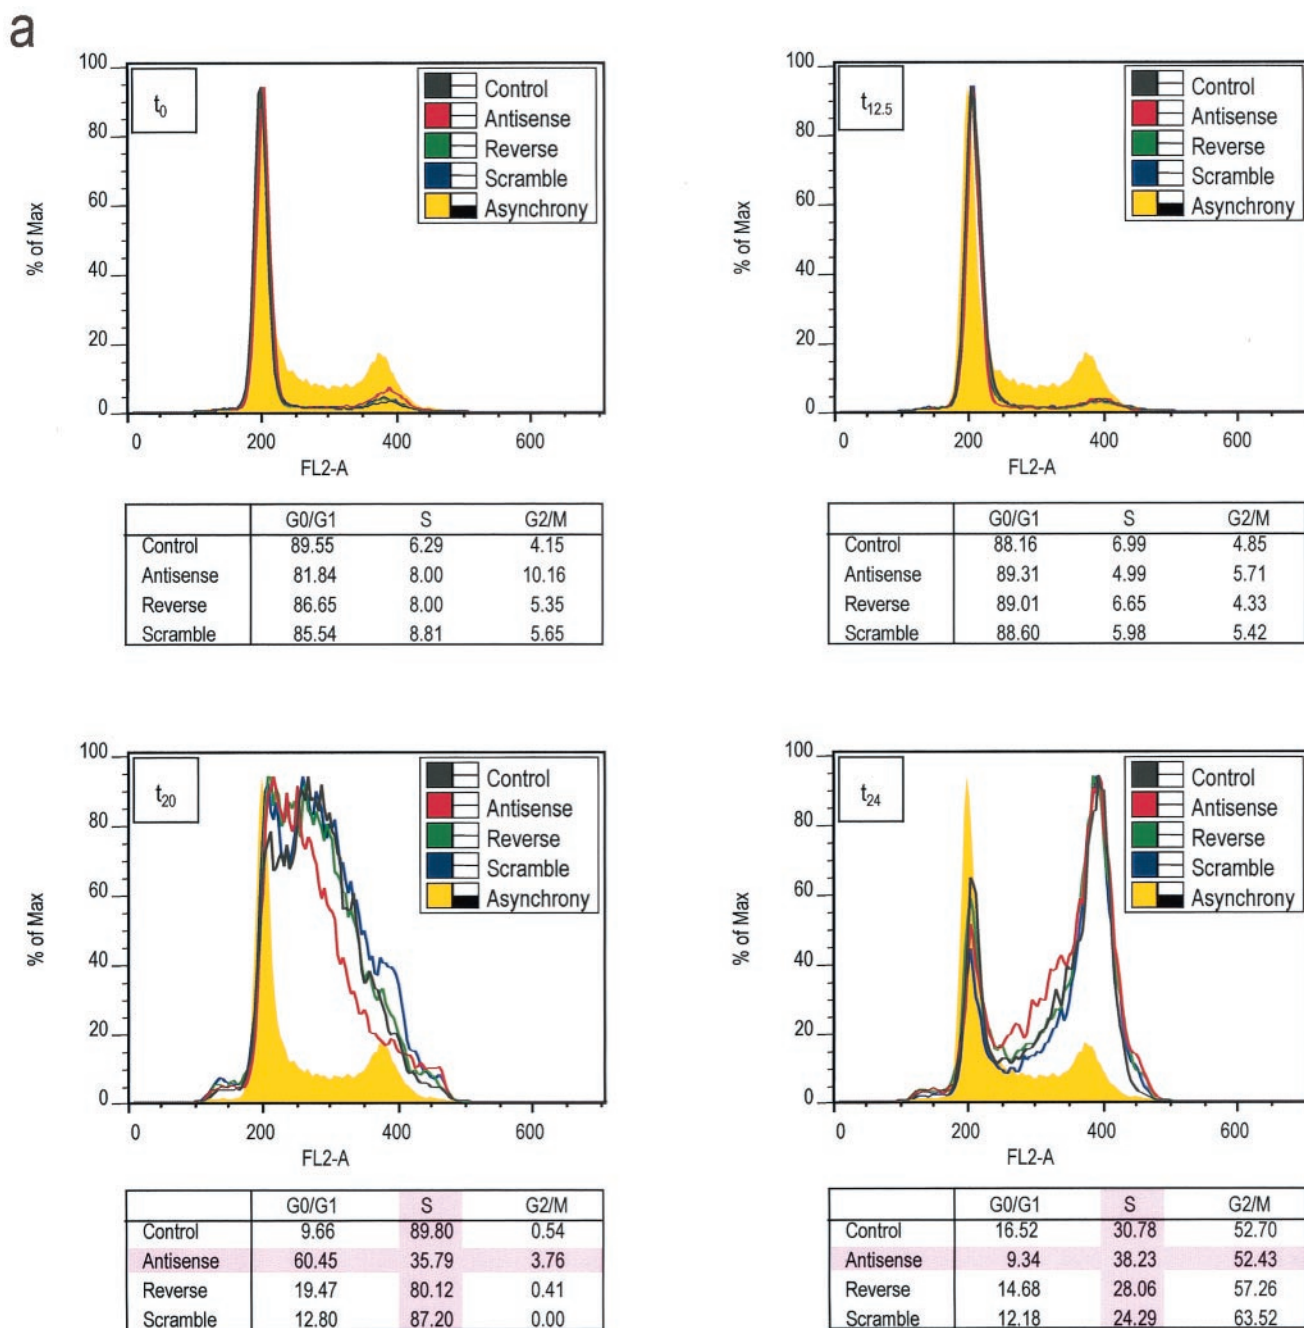 a
t0
Control
Antisense
Reverse
Scramble
Asynchrony
100
80
60
40
20
0
% of Max
0 200 400 600
FL2-A
G0/G1 S G2/M
Control 89.55 6.29 4.15
Antisense 81.84 8.00 10.16
Reverse 86.65 8.00 5.35
Scramble 85.54 8.81 5.65
t12.5
Control
Antisense
Reverse
Scramble
Asynchrony
100
80
60
40
20
0
% of Max
0 200 400 600
FL2-A
G0/G1 S G2/M
Control 88.16 6.99 4.85
Antisense 89.31 4.99 5.71
Reverse 89.01 6.65 4.33
Scramble 88.60 5.98 5.42
t20
Control
Antisense
Reverse
Scramble
Asynchrony
100
80
60
40
20
0
% of Max
0 200 400 600
FL2-A
G0/G1 S G2/M
Control 9.66 89.80 0.54
Antisense 60.45 35.79 3.76
Reverse 19.47 80.12 0.41
Scramble 12.80 87.20 0.00
t24
Control
Antisense
Reverse
Scramble
Asynchrony
100
80
60
40
20
0
% of Max
0 200 400 600
FL2-A
G0/G1 S G2/M
Control 16.52 30.78 52.70
Antisense 9.34 38.23 52.43
Reverse 14.68 28.06 57.26
Scramble 12.18 24.29 63.52